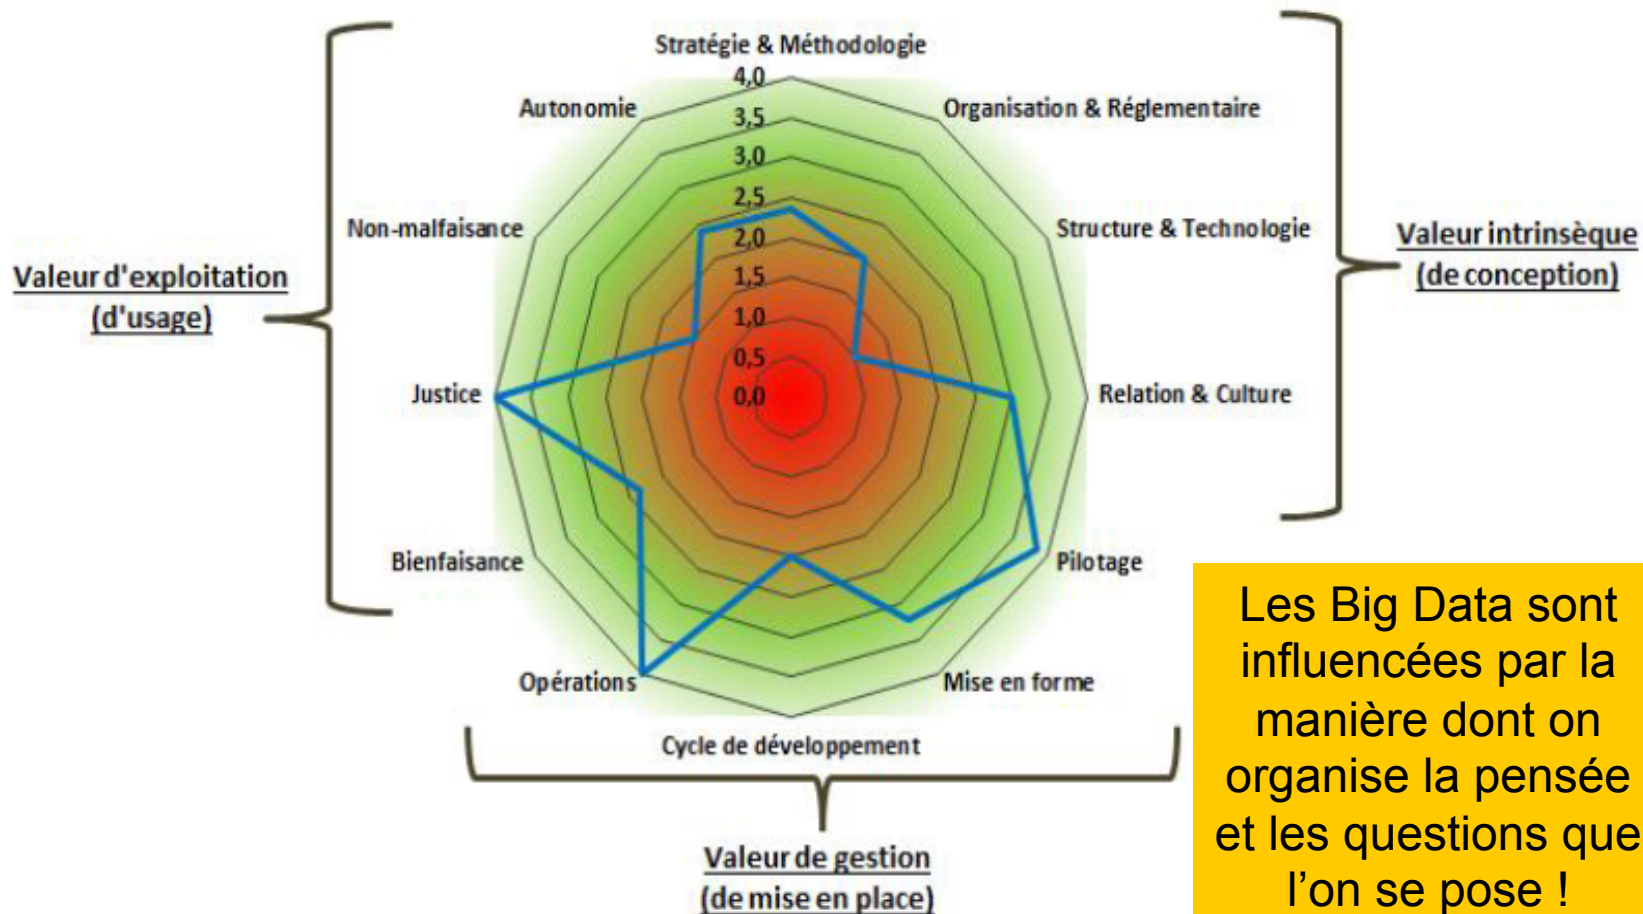 Stratégie & Méthodologie
4,0
3,5
3,0
2,5
2,0
1,5
1,0
0,5
0,0
Autonomie
Organisation & Réglementaire
Non-malfaisance
Structure & Technologie
Valeur d'exploitation
(d'usage)
Valeur intrinsèque
(de conception)
Justice
Relation & Culture
Bienfaisance
Pilotage
Opérations
Mise en forme
Cycle de développement
Valeur de gestion
(de mise en place)
Les Big Data sont
influencées par la
manière dont on
organise la pensée
et les questions que
l’on se pose !